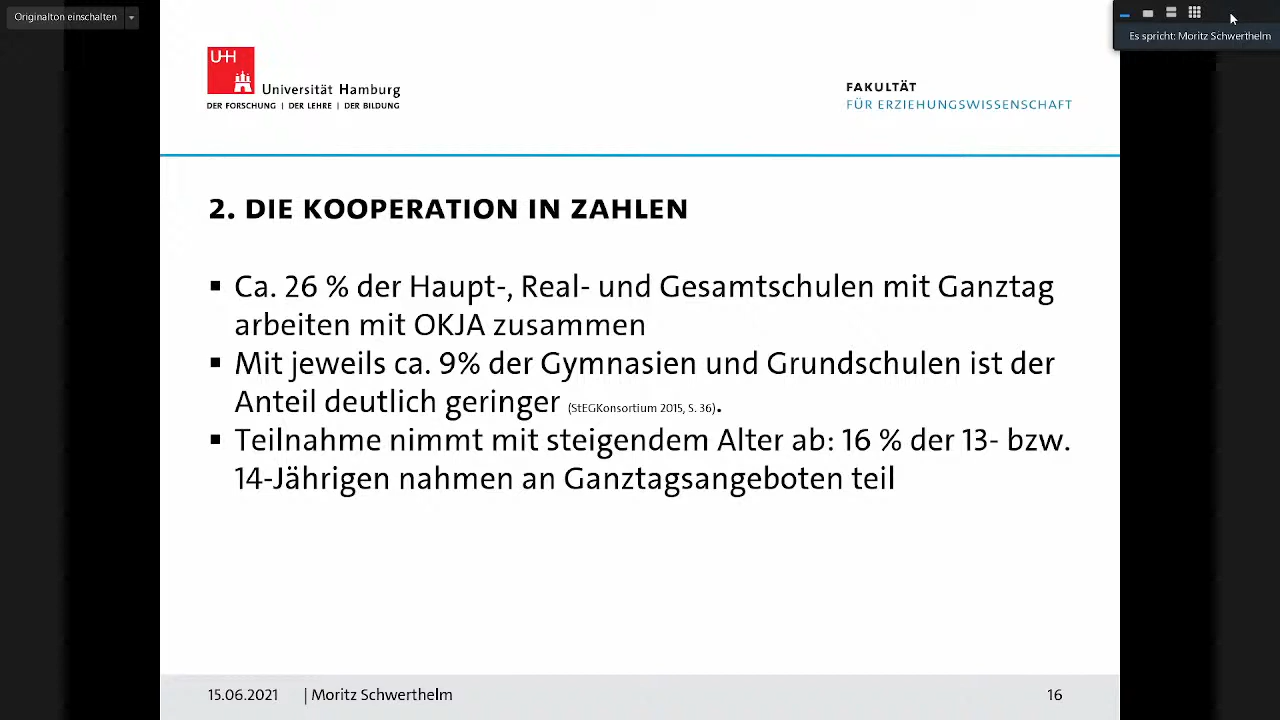 Originalton einschalten
Es spricht: Moritz Schwerthelm
UH
Universität Hamburg
DER FORSCHUNG | DER LEHRE | DER BILDUNG
FAKULTÄT
FÜR ERZIEHUNGSWISSENSCHAFT
2. DIE KOOPERATION IN ZAHLEN
▪ Ca. 26 % der Haupt-, Real- und Gesamtschulen mit Ganztag
arbeiten mit OKJA zusammen
▪ Mit jeweils ca. 9% der Gymnasien und Grundschulen ist der
Anteil deutlich geringer (StEGKonsortium 2015, S. 36).
▪ Teilnahme nimmt mit steigendem Alter ab: 16 % der 13- bzw.
14-Jährigen nahmen an Ganztagsangeboten teil
15.06.2021 | Moritz Schwerthelm 16